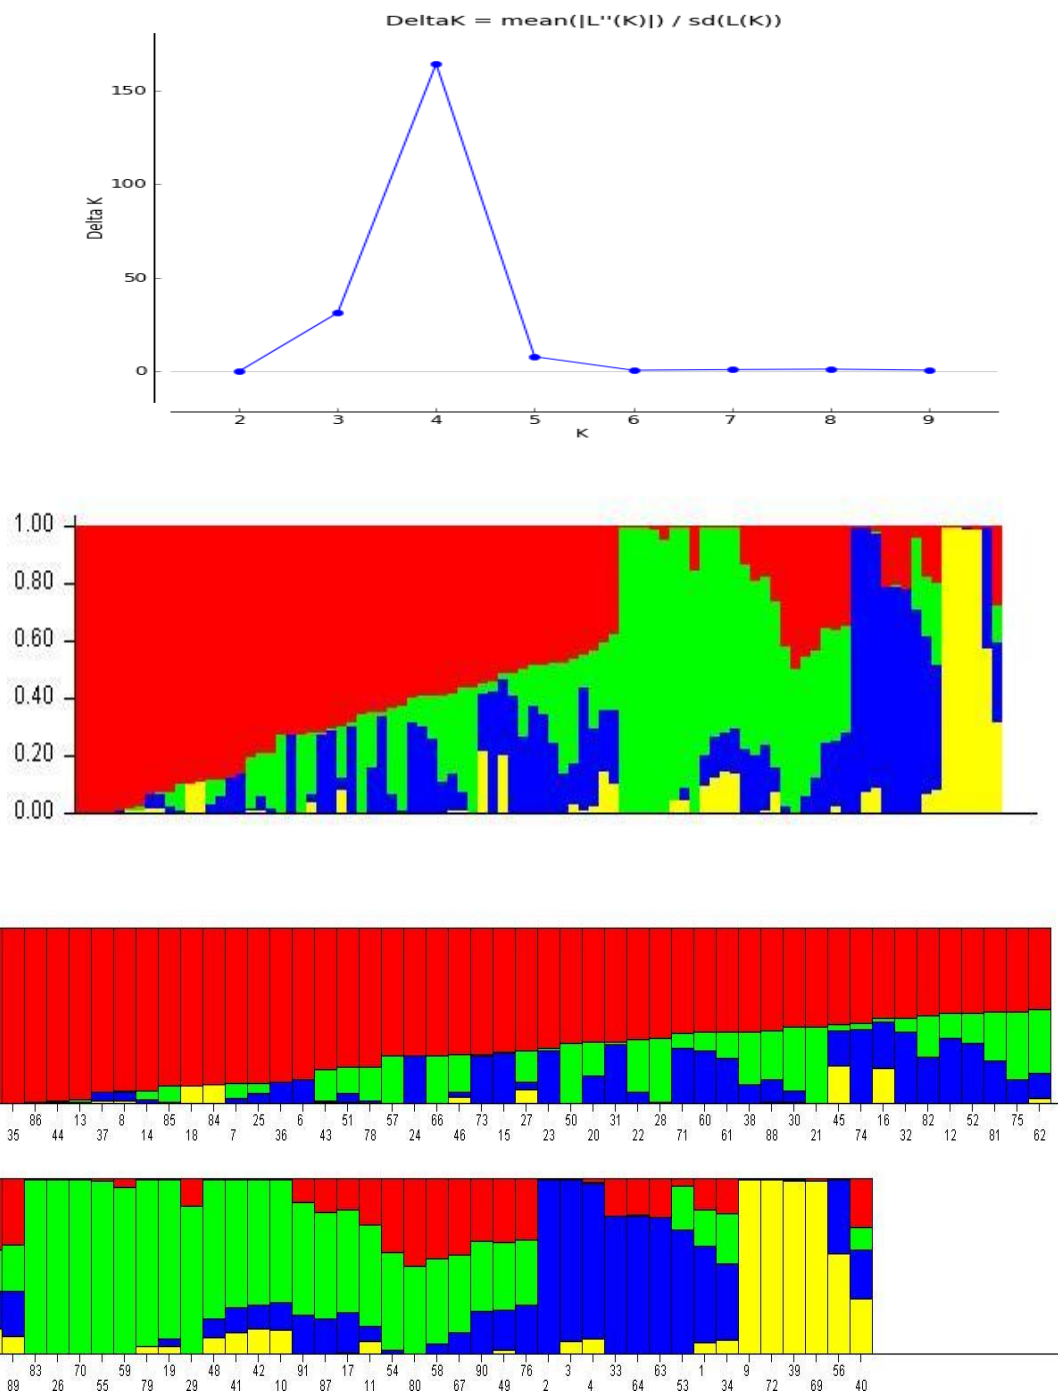 DeltaK = mean(|L''(K)|) / sd(L(K))
150
100
50
0
Delta K
2 3 4 5 6 7 8 9
K
1.00
0.80
0.60
0.40
0.20
0.00
86 13 8 85 84 25 6 51 57 66 73 27 50 31 28 60 38 30 45 16 82 52 75
35 44 37 14 18 7 36 43 78 24 46 15 23 20 22 71 61 88 21 74 32 12 81 62
83 70 59 19 48 42 91 17 54 58 90 76 3 33 63 1 9 39 56
89 26 55 79 29 41 10 87 11 80 67 49 2 4 64 53 34 72 69 40